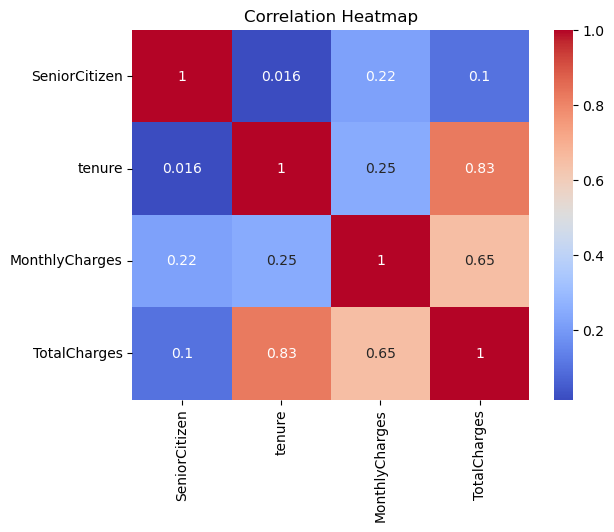 Correlation Heatmap
SeniorCitizen 1 0.016 0.22 0.1
tenure 0.016 1 0.25 0.83
MonthlyCharges 0.22 0.25 1 0.65
TotalCharges 0.1 0.83 0.65 1
SeniorCitizen
tenure
MonthlyCharges
TotalCharges
1.0
0.8
0.6
0.4
0.2